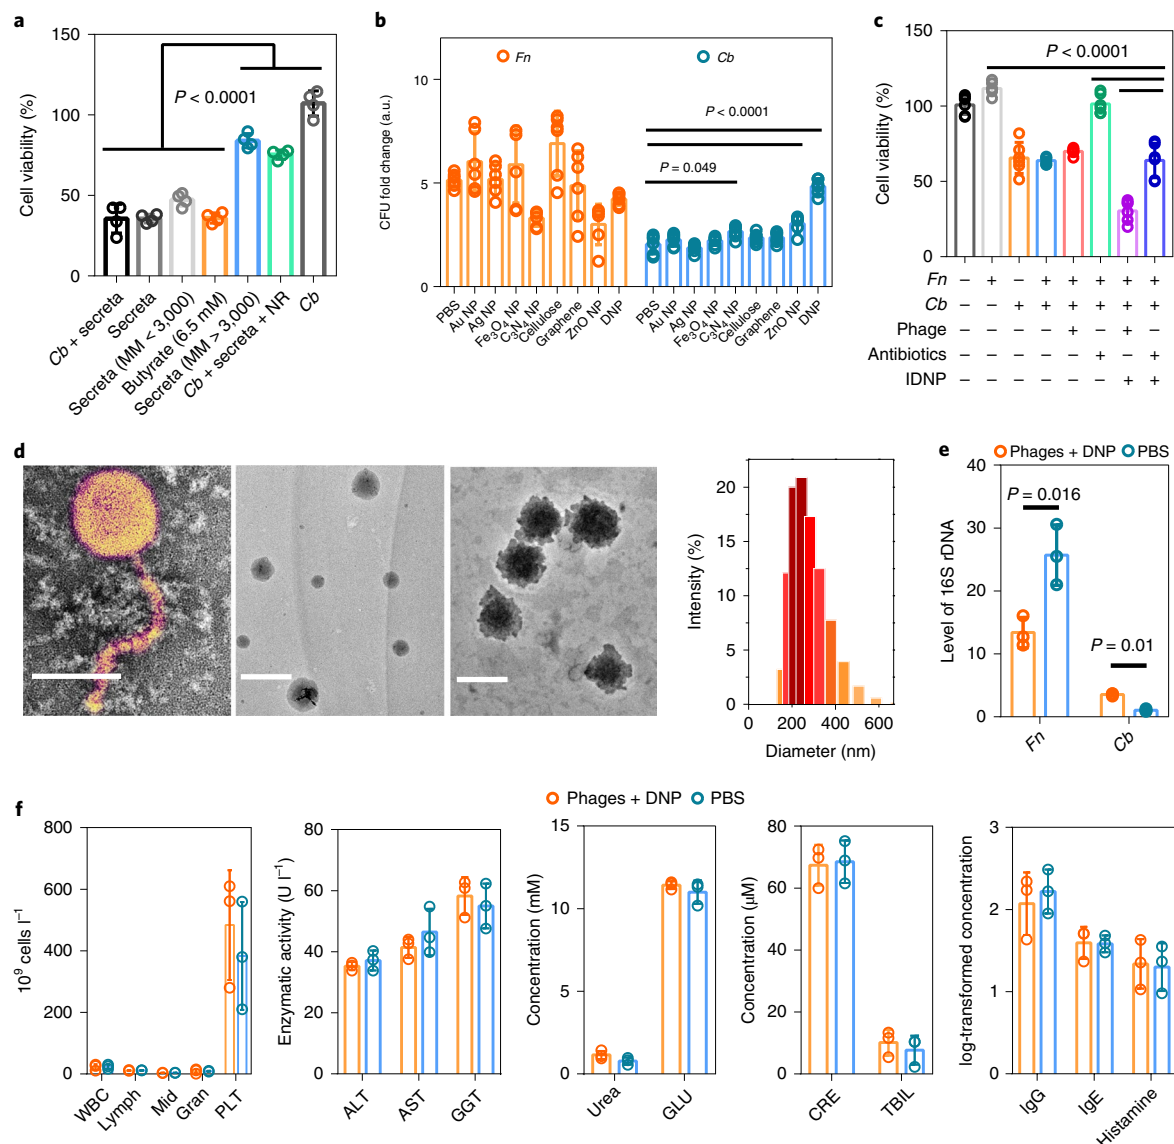 a
Cell viability (%)
150
100
50
0
P < 0.0001
Cb + secreta
Secreta
Secreta (MM < 3,000)
Butyrate (6.5 mM)
Secreta (MM > 3,000)
Cb + secreta + NR
Cb
b
CFU fold change (a.u.)
10
5
0
Fn
Cb
< 0.0001
P = 0.049
PBS
Au NP
Ag NP
Fe3O4 NP
C3N4 NP
Cellulose
Graphene
ZnO NP
DNP
PBS
Au NP
Ag NP
Fe3O4 NP
C3N4 NP
Cellulose
Graphene
ZnO NP
DNP
c
Cell viability (%)
150
100
50
0
P < 0.0001
Fn – + – + + + + +
Cb – – + + + + + +
Phage – – – – + – + –
Antibiotics – – – – – + – +
IDNP – – – – – – + +
d
Intensity (%)
20
15
10
5
0
200 400 600
Diameter (nm)
e
Phages + DNP PBS
Level of 16S rDNA
40
30
20
10
0
P = 0.016
P = 0.01
Fn
Cb
f
Phages + DNP PBS
10⁹ cells l⁻¹
800
600
400
200
0
WBC
Lymph
Mid
Gran
PLT
Enzymatic activity (U l⁻¹)
80
60
40
20
0
ALT
AST
GGT
Concentration (mM)
15
10
5
0
Urea
GLU
Concentration (μM)
80
60
40
20
0
CRE
TBIL
log-transformed concentration
3
2
1
0
IgG
IgE
Histamine